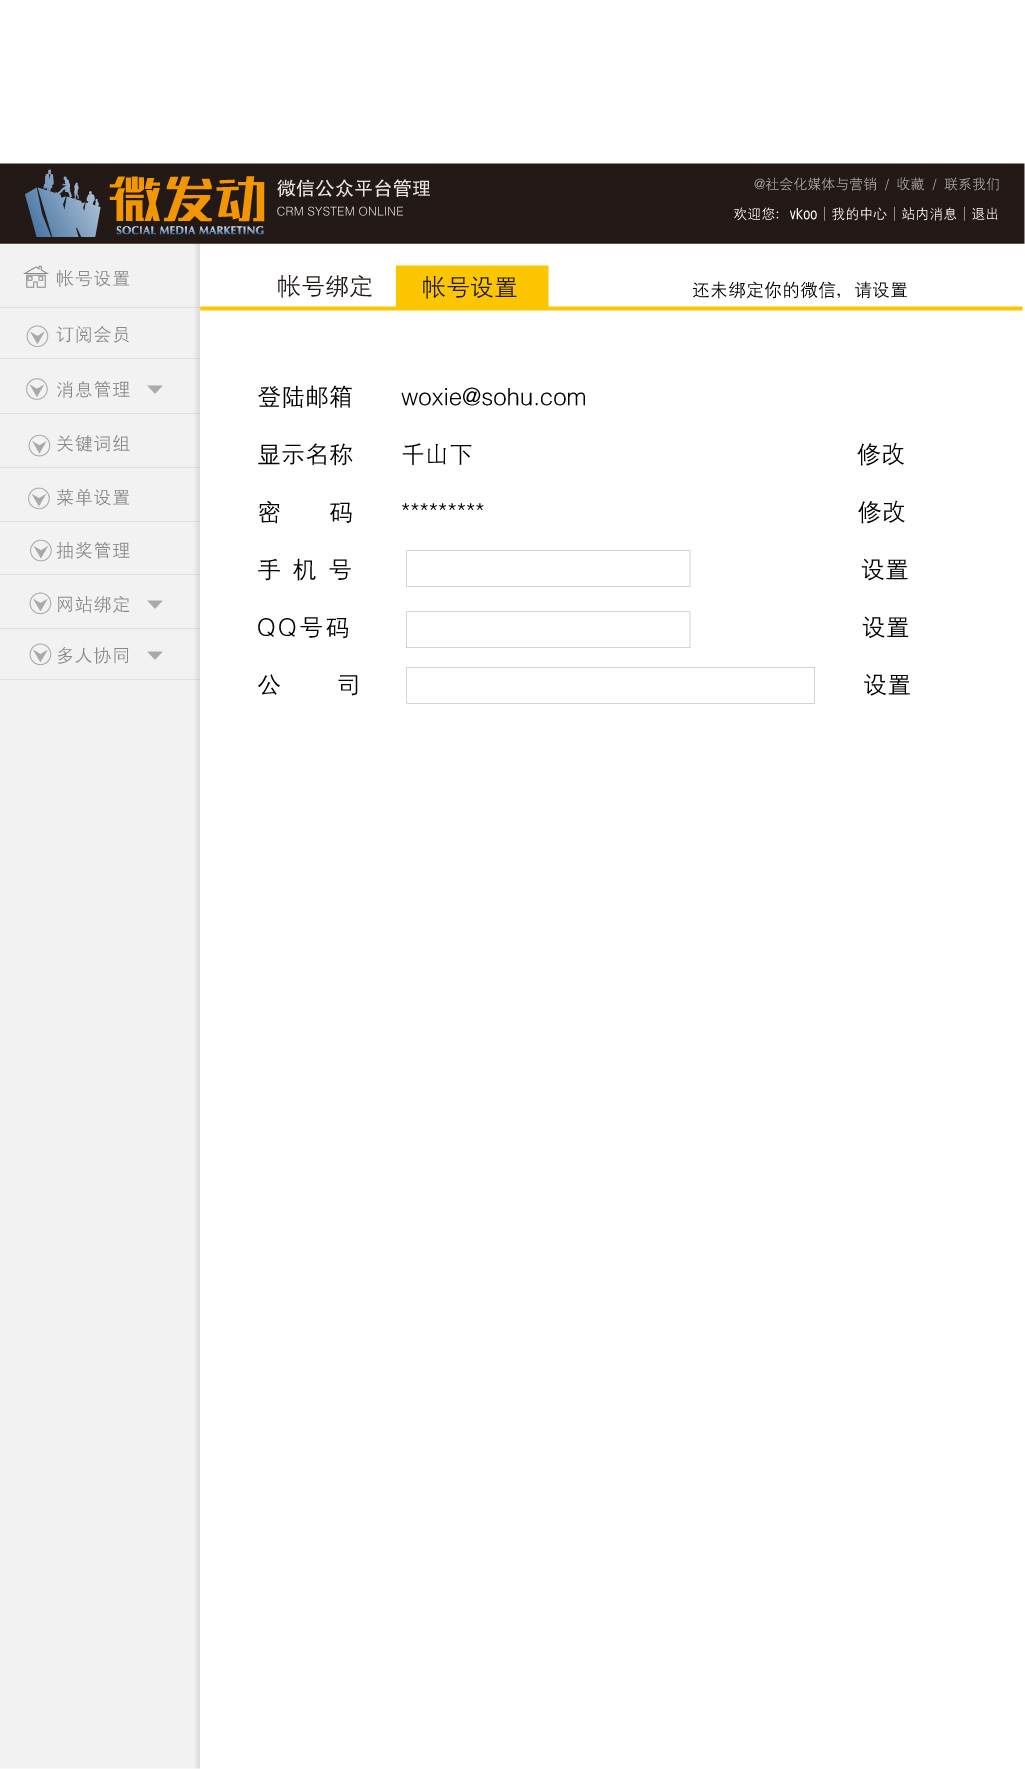 微发动
SOCIAL MEDIA MARKETING
微信公众平台管理
CRM SYSTEM ONLINE
@社会化媒体与营销 / 收藏 / 联系我们
欢迎您: vkoo | 我的中心 | 站内消息 | 退出
帐号设置
订阅会员
消息管理
关键词组
菜单设置
抽奖管理
网站绑定
多人协同
帐号绑定 帐号设置 还未绑定你的微信,请设置
登陆邮箱 woxie@sohu.com
显示名称 千山下 修改
密 码 ********* 修改
手 机 号 设置
QQ号码 设置
公 司 设置